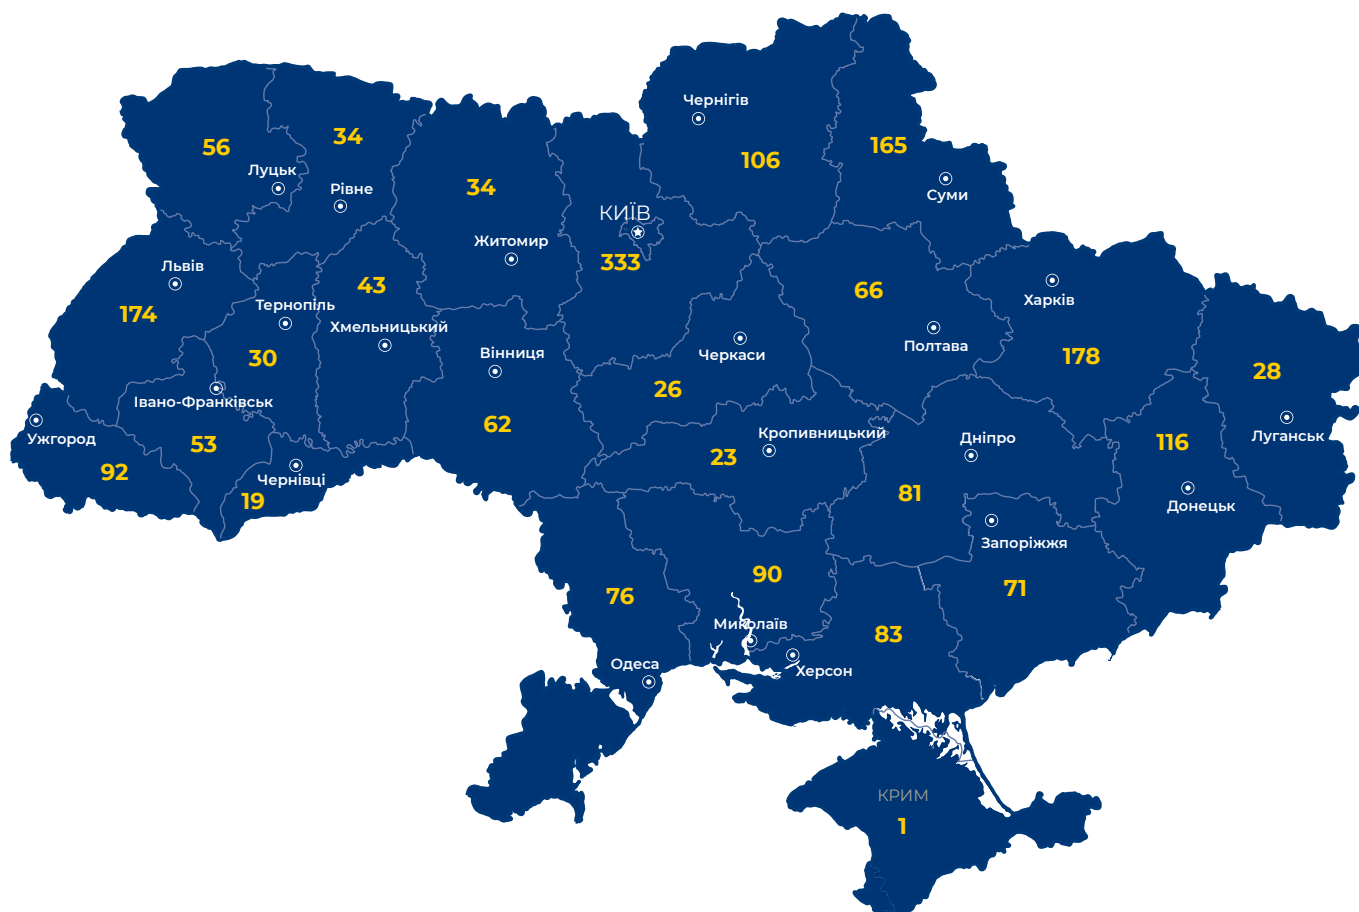 Чернігів
106
165
Суми
56
Луцьк
34
Рівне
34
Житомир
КИЇВ
333
Львів
174
Тернопіль
30
43
Хмельницький
Вінниця
62
Черкаси
26
66
Полтава
Харків
178
28
Луганськ
Івано-Франківськ
53
Ужгород
92
Чернівці
19
Кропивницький
23
Дніпро
81
116
Донецьк
Запоріжжя
71
76
Одеса
90
Миколаїв
83
Херсон
КРИМ
1